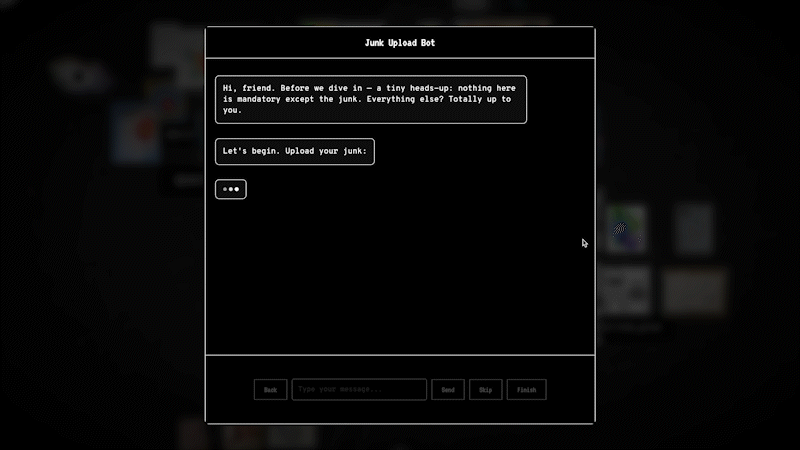 Junk Upload Bot
Hi, friend. Before we dive in — a tiny heads-up: nothing here
is mandatory except the junk. Everything else? Totally up to
you.
Let's begin. Upload your junk:
Back
Type your message...
Send
Skip
Finish